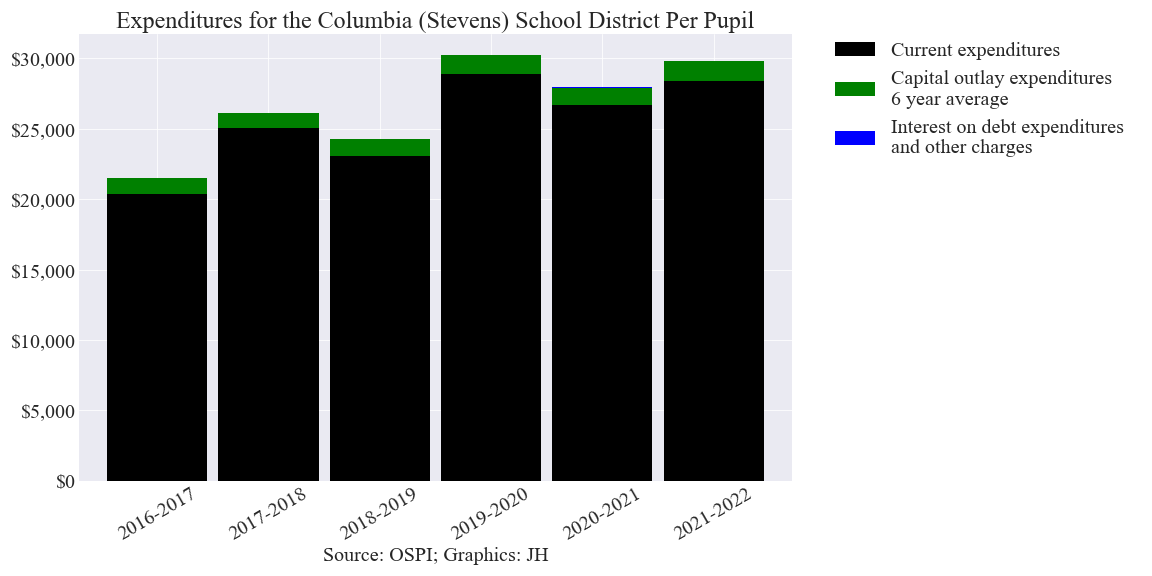 Expenditures for the Columbia (Stevens) School District Per Pupil
$30,000
$25,000
$20,000
$15,000
$10,000
$5,000
$0
2016-2017
2017-2018
2018-2019
2019-2020
2020-2021
2021-2022
Source: OSPI; Graphics: JH
Current expenditures
Capital outlay expenditures
6 year average
Interest on debt expenditures
and other charges